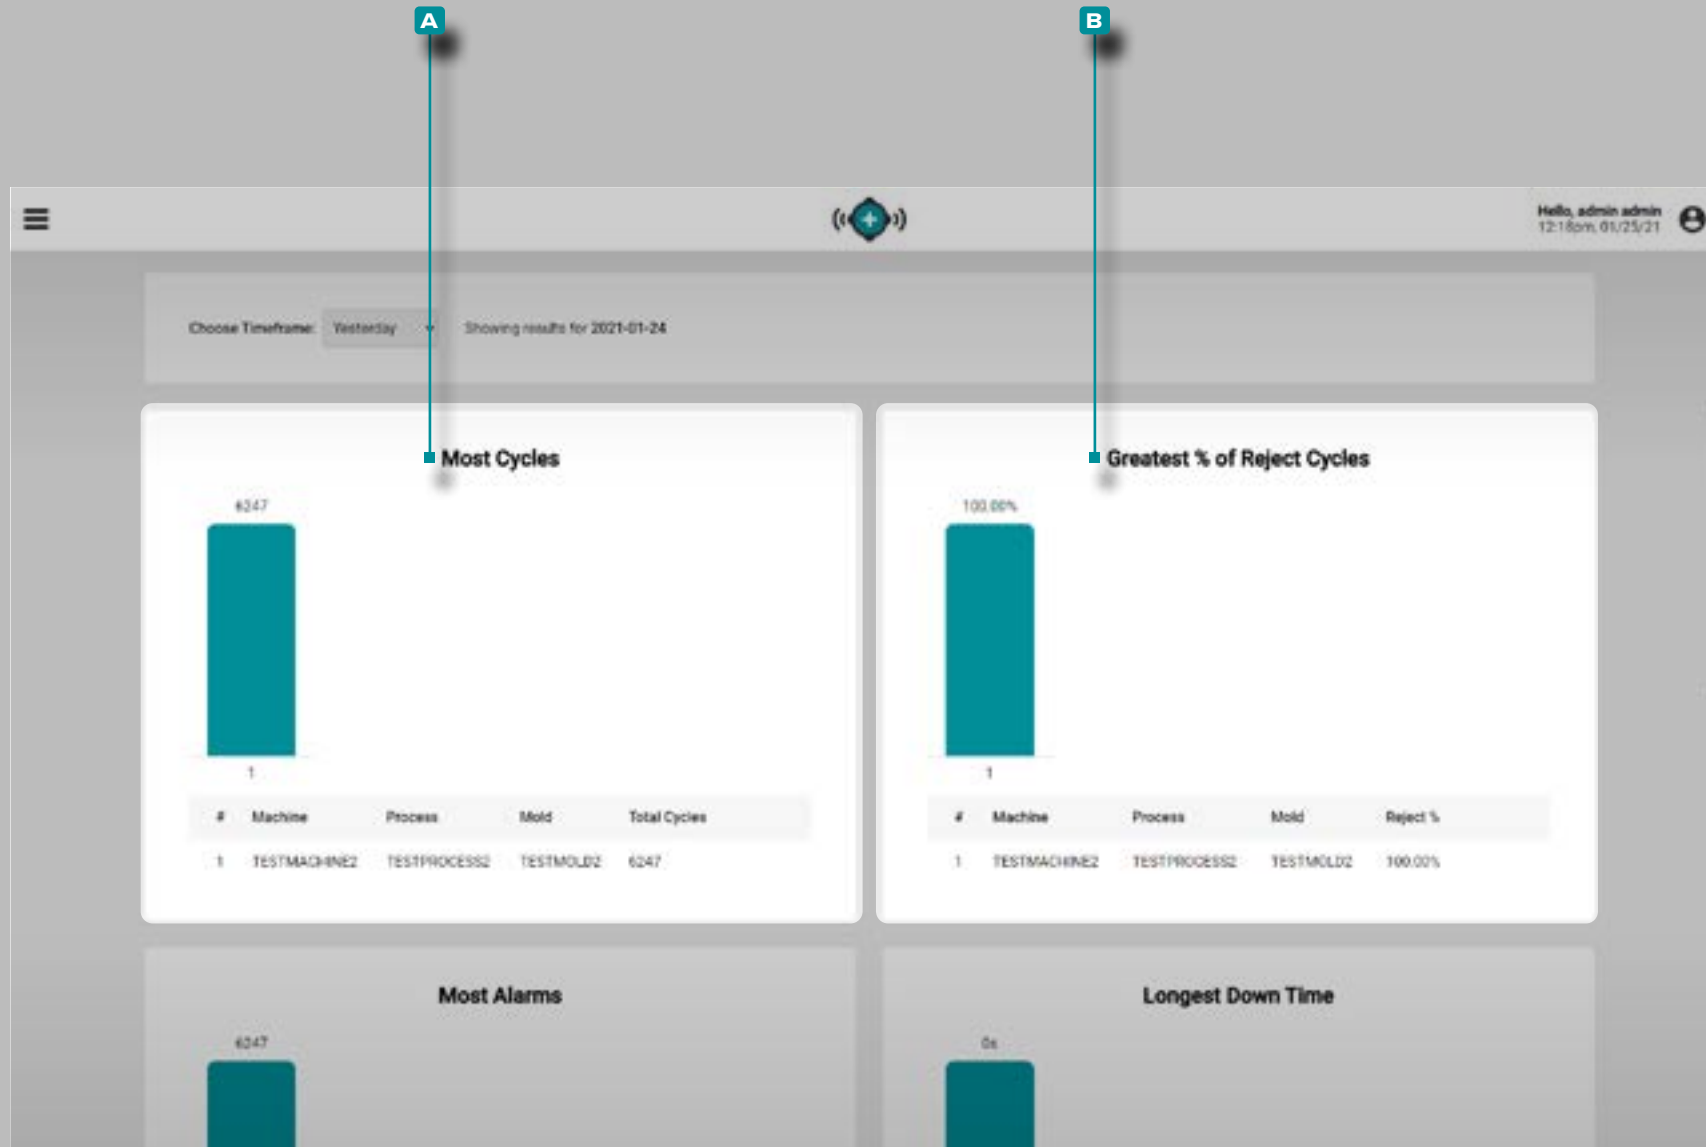 A
B
Hello, admin admin
12:18pm, 01/25/21
Choose Timeframe: Yesterday Showing results for 2021-01-24
Most Cycles
6247
1
# Machine Process Mold Total Cycles
1 TESTMACHINE2 TESTPROCESS2 TESTMOLD2 6247
Greatest % of Reject Cycles
100.00%
1
# Machine Process Mold Reject %
1 TESTMACHINE2 TESTPROCESS2 TESTMOLD2 100.00%
Most Alarms
6247
Longest Down Time
0s